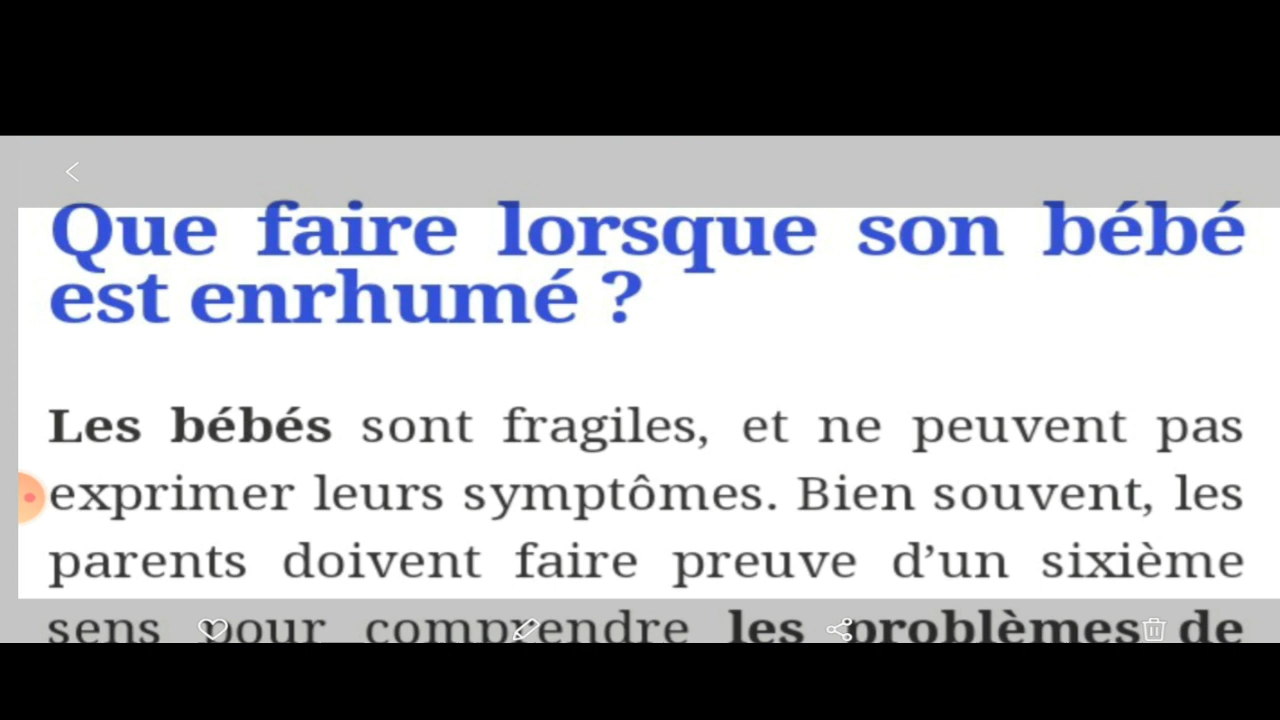 Que faire lorsque son bébé
est enrhumé ?
Les bébés sont fragiles, et ne peuvent pas
exprimer leurs symptômes. Bien souvent, les
parents doivent faire preuve d’un sixième
sens pour comprendre les problèmes de